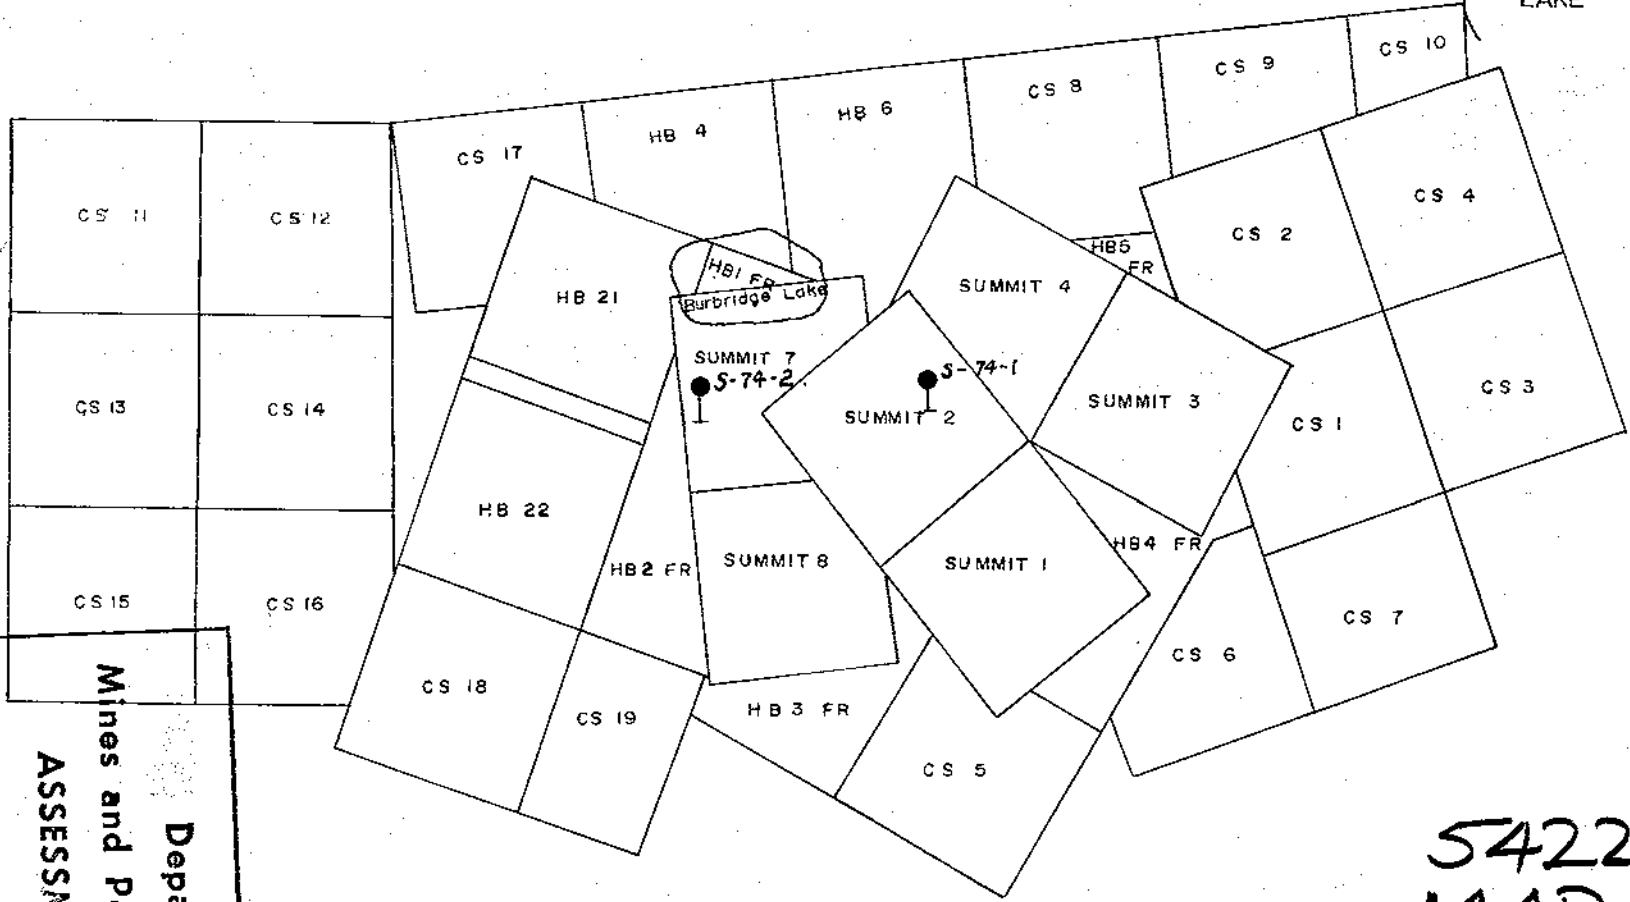 LAKE
CS 10
CS 9
CS 8
HB 6
HB 4
CS 17
CS 4
CS 11
CS 12
CS 2
HB5
FR
HB1 FR
Burbridge Lake
HB 21
SUMMIT 4
SUMMIT 7
S-74-2
S-74-1
CS 3
CS 13
CS 14
SUMMIT 2
SUMMIT 3
CS 1
HB 22
HB4 FR
SUMMIT 8
SUMMIT 1
HB2 FR
CS 15
CS 16
CS 7
CS 6
CS 18
CS 19
HB 3 FR
CS 5
Mines and P
ASSESSM
Depa
5422